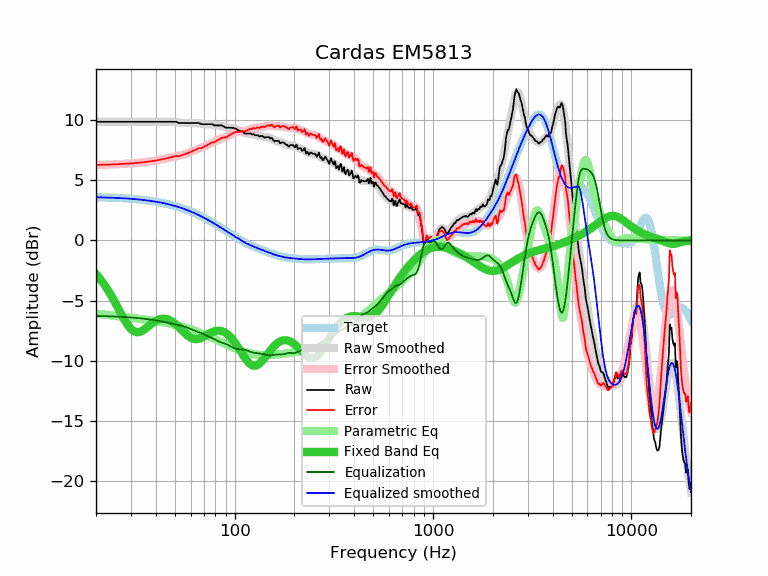 Cardas EM5813
Amplitude (dBr)
10
5
0
−5
−10
−15
−20
Target
Raw Smoothed
Error Smoothed
Raw
Error
Parametric Eq
Fixed Band Eq
Equalization
Equalized smoothed
100
1000
10000
Frequency (Hz)